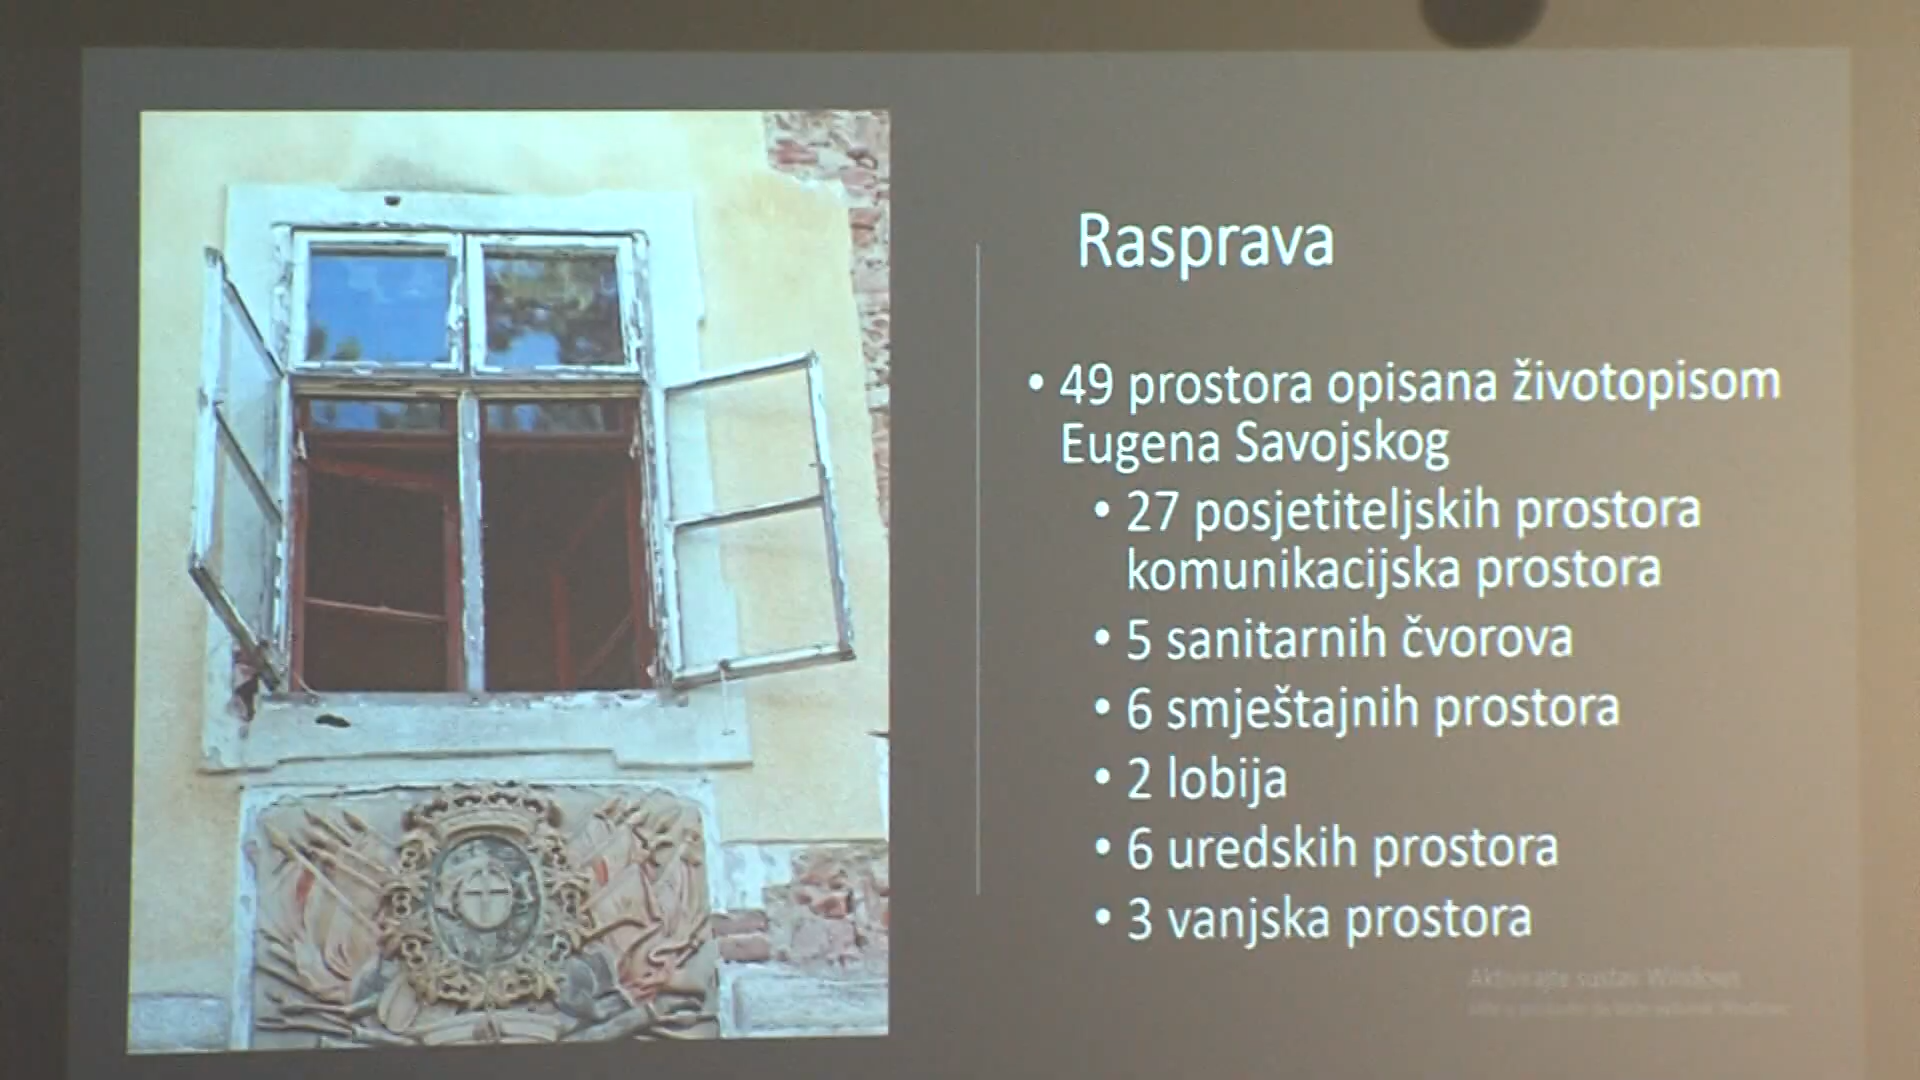 Rasprava
• 49 prostora opisana životopisom
Eugena Savojskog
• 27 posjetiteljskih prostora
komunikacijska prostora
• 5 sanitarnih čvorova
• 6 smještajnih prostora
• 2 lobija
• 6 uredskih prostora
• 3 vanjska prostora
Aktivirajte sustav Windows